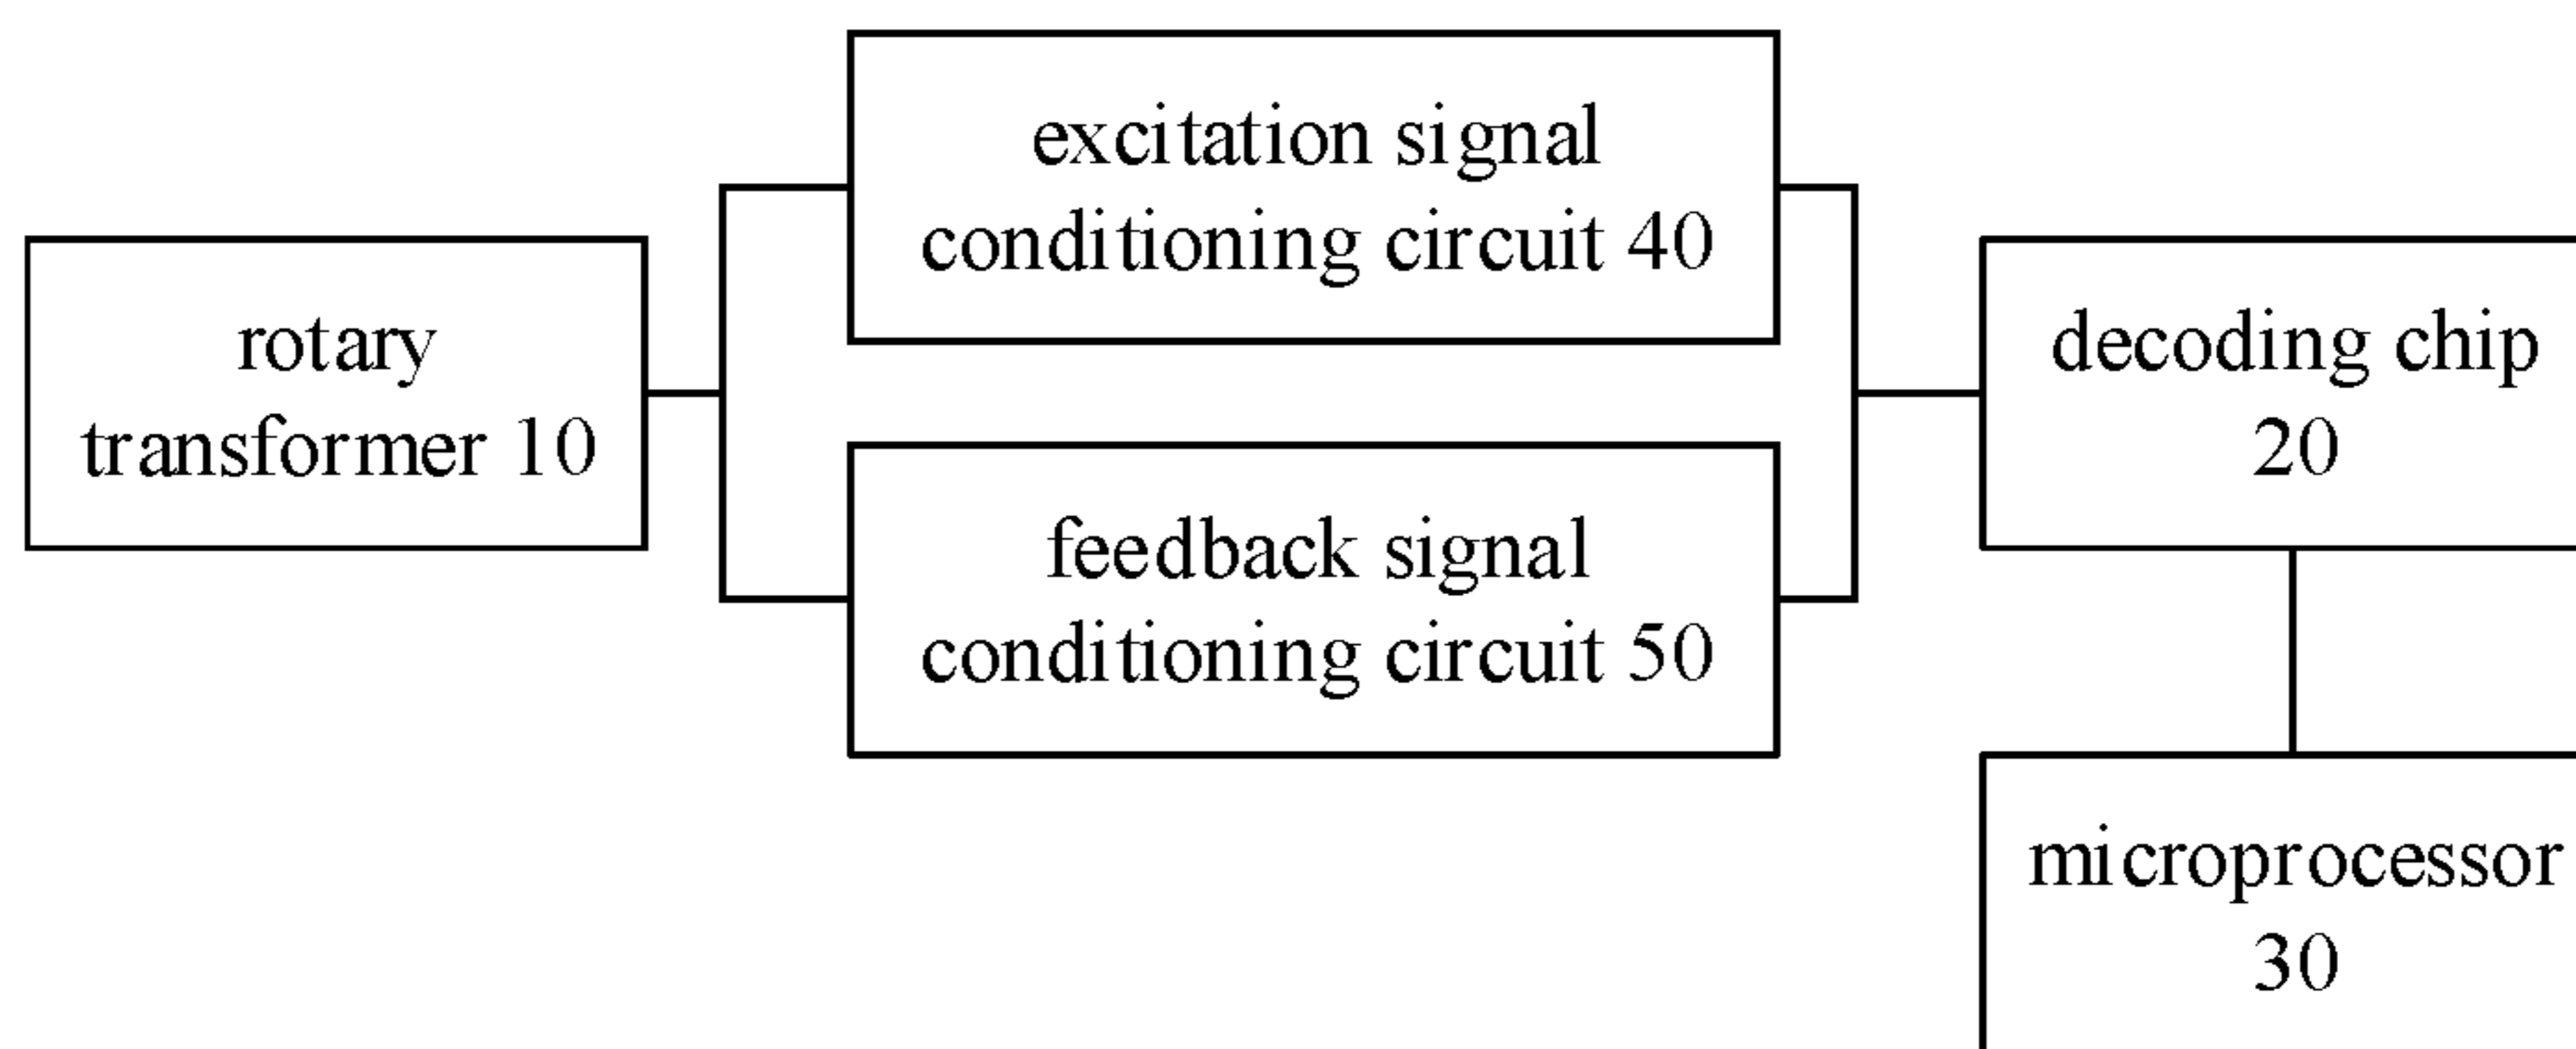 excitation signal
conditioning circuit 40
rotary
transformer 10
decoding chip
20
feedback signal
conditioning circuit 50
microprocessor
30